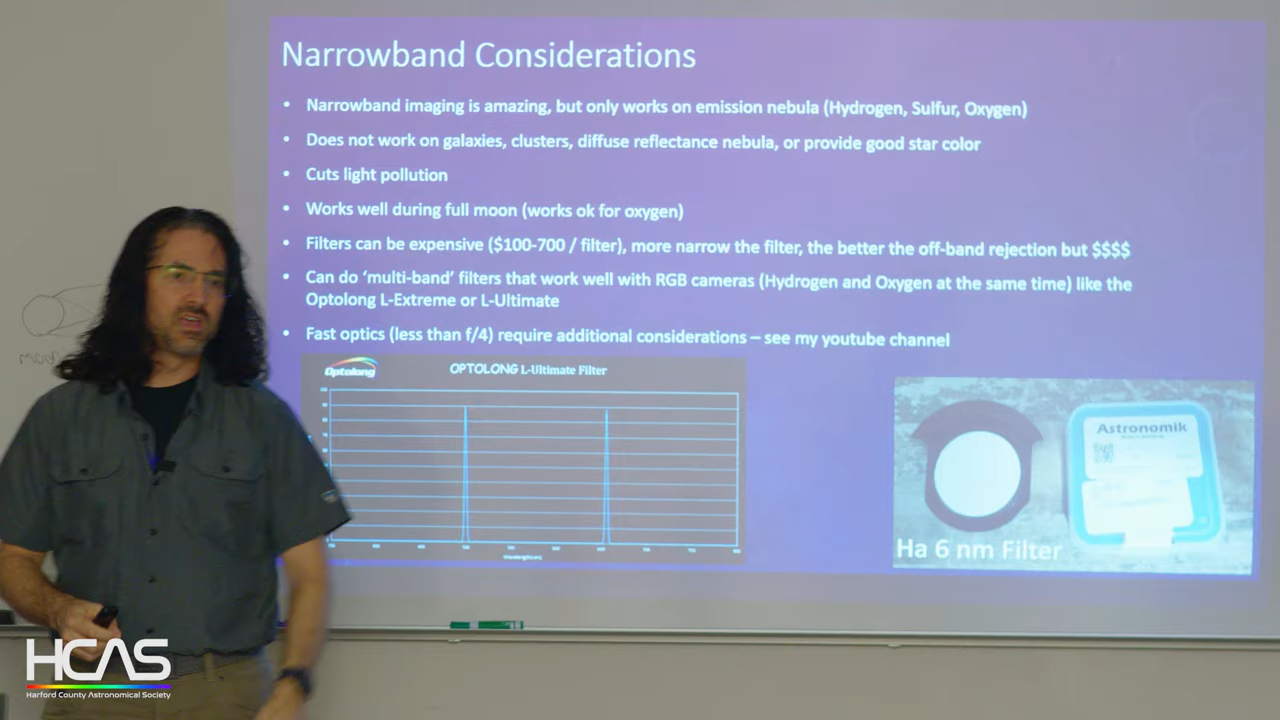 Narrowband Considerations
• Narrowband imaging is amazing, but only works on emission nebula (Hydrogen, Sulfur, Oxygen)
• Does not work on galaxies, clusters, diffuse reflectance nebula, or provide good star color
• Cuts light pollution
• Works well during full moon (works ok for oxygen)
• Filters can be expensive ($100-700 / filter), more narrow the filter, the better the off-band rejection but $$$$
• Can do ‘multi-band’ filters that work well with RGB cameras (Hydrogen and Oxygen at the same time) like the
Optolong L-Extreme or L-Ultimate
• Fast optics (less than f/4) require additional considerations – see my youtube channel
Optolong
OPTOLONG L-Ultimate Filter
Astronomik
Ha 6 nm Filter
HCAS
Harford County Astronomical Society